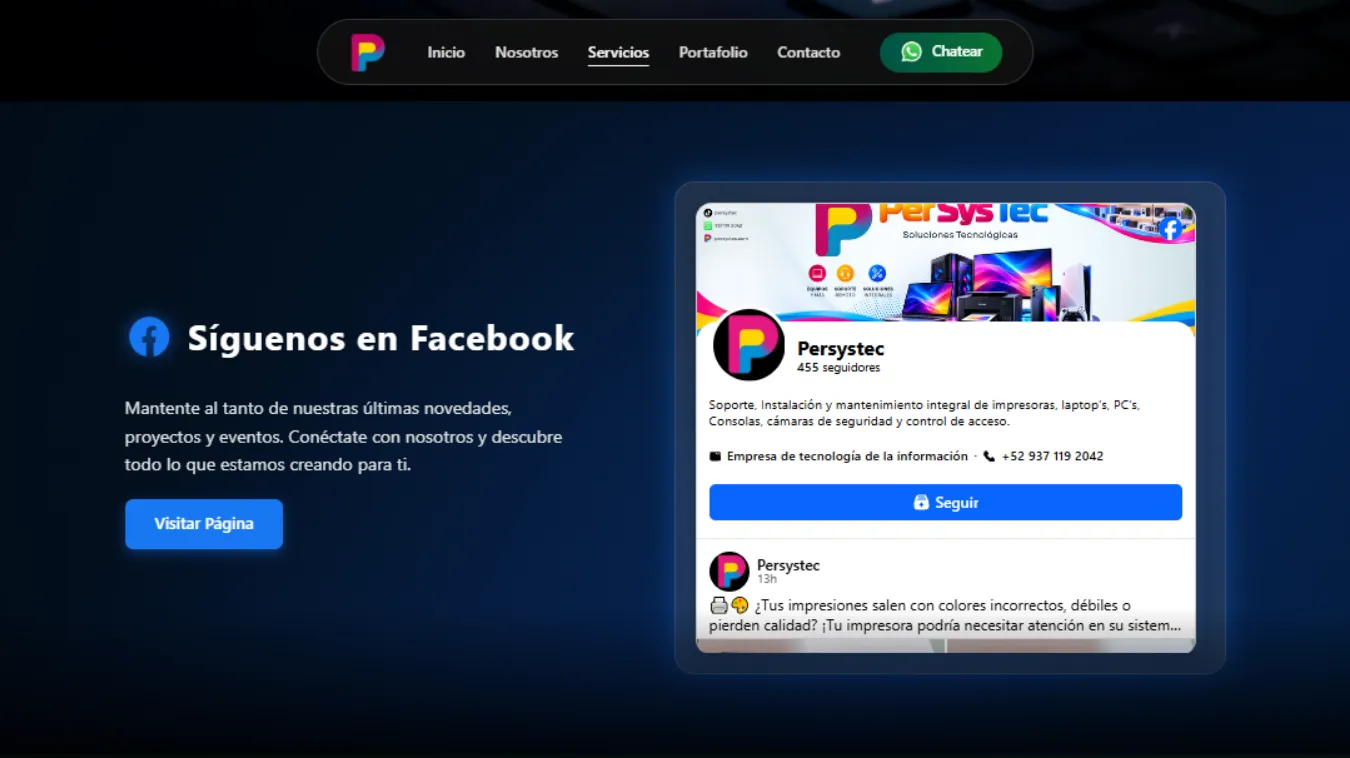 Inicio
Nosotros
Servicios
Portafolio
Contacto
Chatear
Síguenos en Facebook
Mantente al tanto de nuestras últimas novedades,
proyectos y eventos. Conéctate con nosotros y descubre
todo lo que estamos creando para ti.
Visitar Página
PerSysTec
Soluciones Tecnológicas
Persystec
455 seguidores
Soporte, Instalación y mantenimiento integral de impresoras, laptop's, PC's,
Consolas, cámaras de seguridad y control de acceso.
Empresa de tecnología de la información · +52 937 119 2042
Seguir
Persystec
13h
¿Tus impresiones salen con colores incorrectos, débiles o
pierden calidad? ¡Tu impresora podría necesitar atención en su sistem...